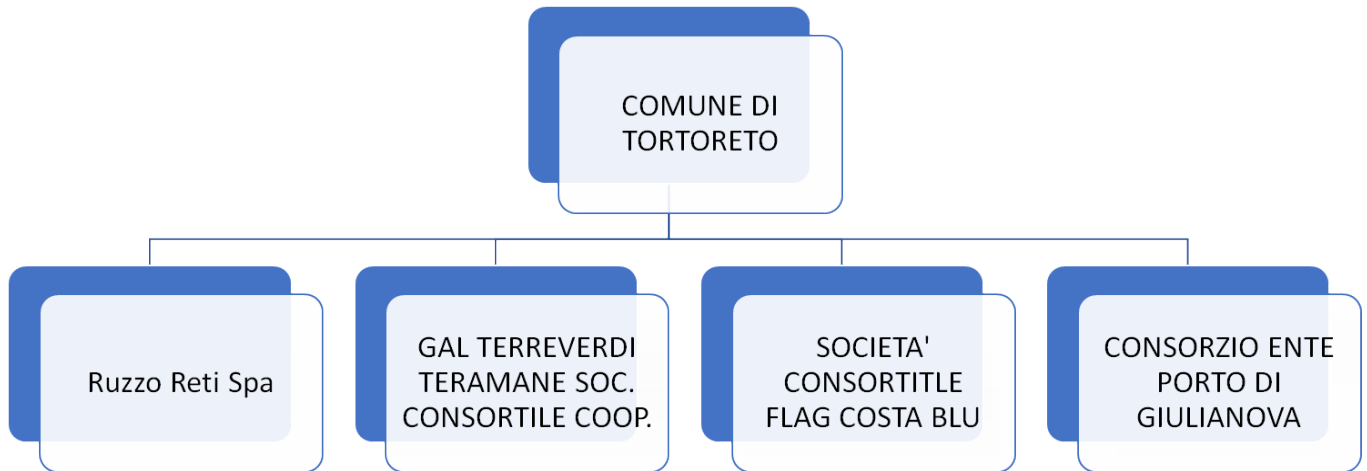 COMUNE DI
TORTORETO
Ruzzo Reti Spa
GAL TERREVERDI
TERAMANE SOC.
CONSORTILE COOP.
SOCIETA'
CONSORTITLE
FLAG COSTA BLU
CONSORZIO ENTE
PORTO DI
GIULIANOVA